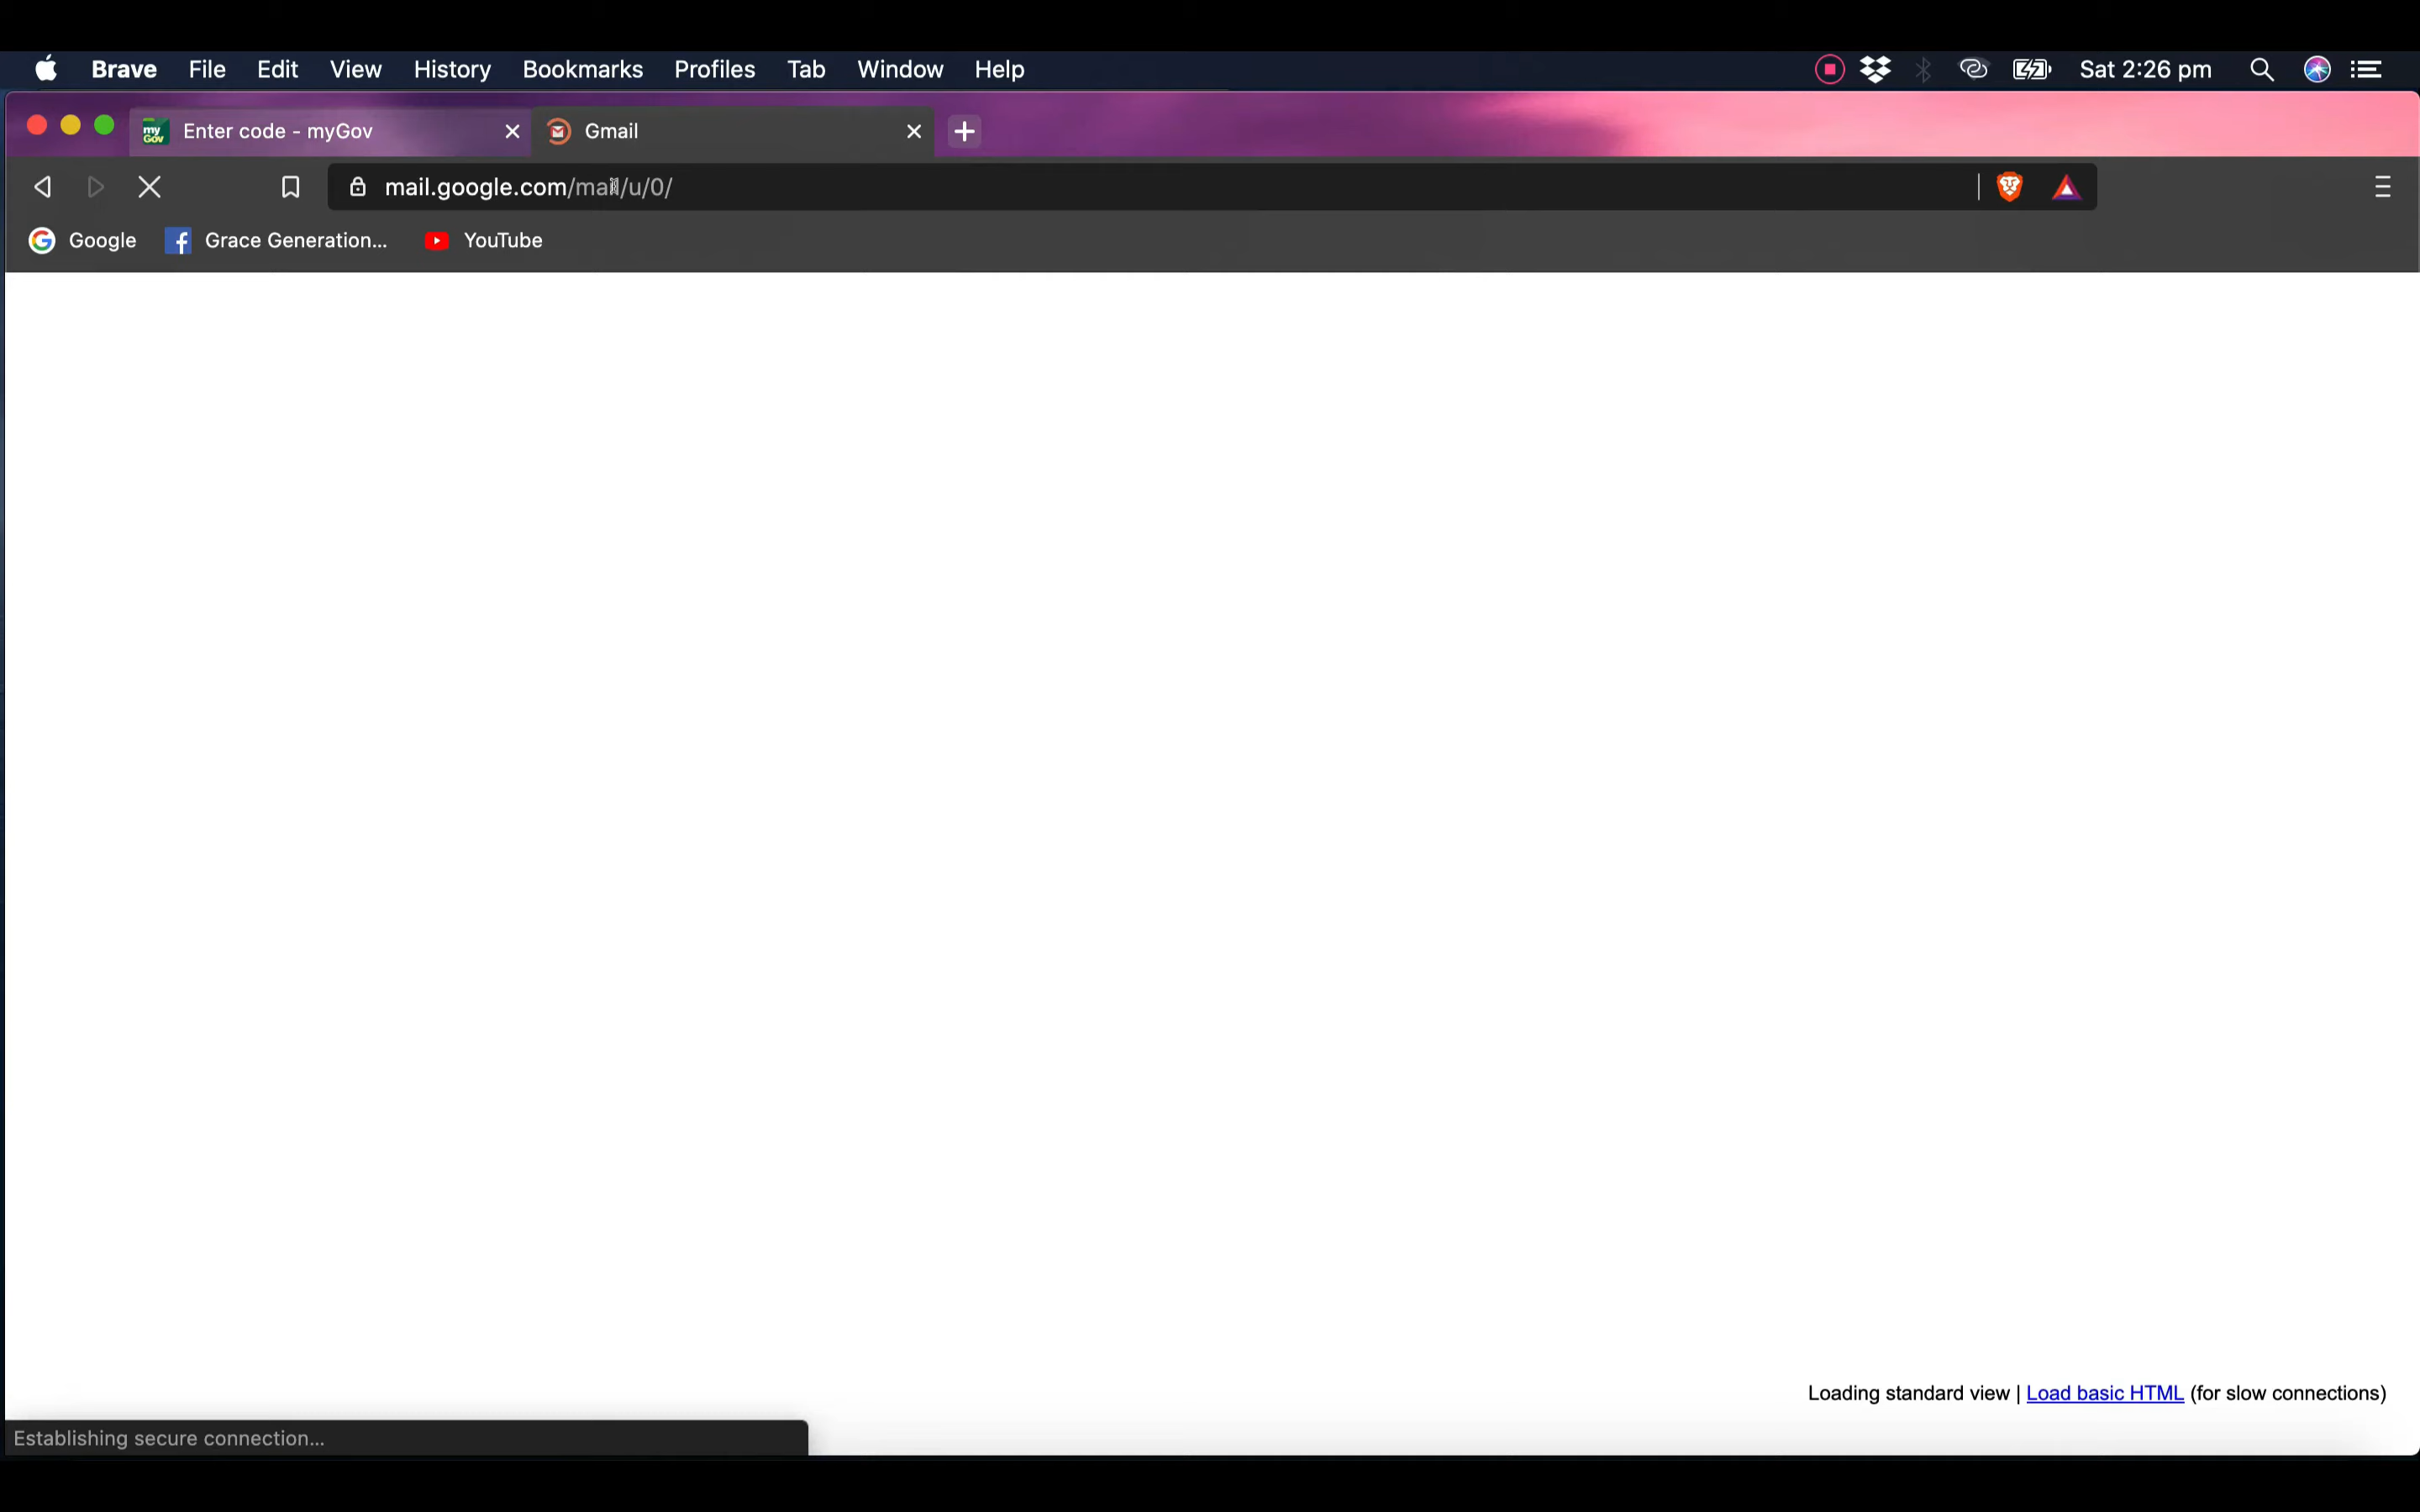 Brave File Edit View History Bookmarks Profiles Tab Window Help Sat 2:26 pm
my Gov Enter code - myGov Gmail
mail.google.com/mail/u/0/
Google Grace Generation... YouTube
Loading standard view | Load basic HTML (for slow connections)
Establishing secure connection...